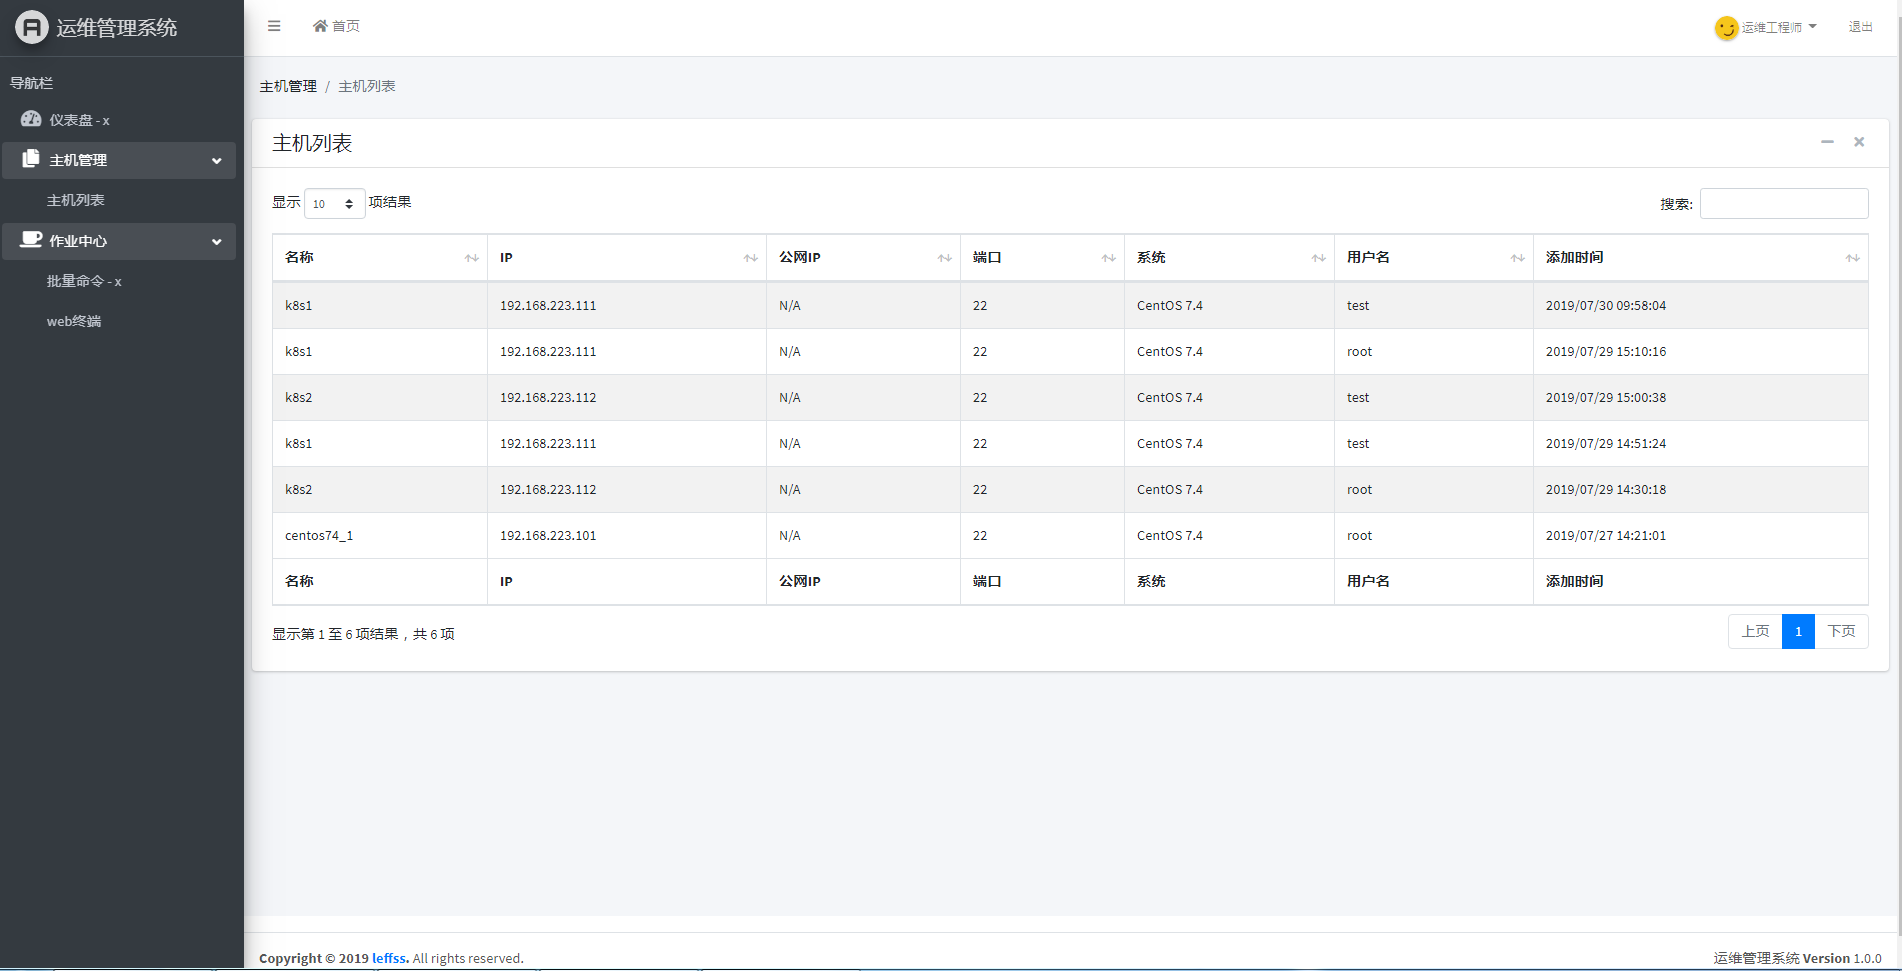 运维管理系统
首页
运维工程师
退出
导航栏
仪表盘 - x
主机管理
主机列表
作业中心
批量命令 - x
web终端
主机管理 / 主机列表
主机列表
显示 10 项结果
搜索:
名称 IP 公网IP 端口 系统 用户名 添加时间
k8s1 192.168.223.111 N/A 22 CentOS 7.4 test 2019/07/30 09:58:04
k8s1 192.168.223.111 N/A 22 CentOS 7.4 root 2019/07/29 15:10:16
k8s2 192.168.223.112 N/A 22 CentOS 7.4 test 2019/07/29 15:00:38
k8s1 192.168.223.111 N/A 22 CentOS 7.4 test 2019/07/29 14:51:24
k8s2 192.168.223.112 N/A 22 CentOS 7.4 root 2019/07/29 14:30:18
centos74_1 192.168.223.101 N/A 22 CentOS 7.4 root 2019/07/27 14:21:01
名称 IP 公网IP 端口 系统 用户名 添加时间
显示第 1 至 6 项结果，共 6 项
上页 1 下页
Copyright © 2019 leffss. All rights reserved.
运维管理系统 Version 1.0.0